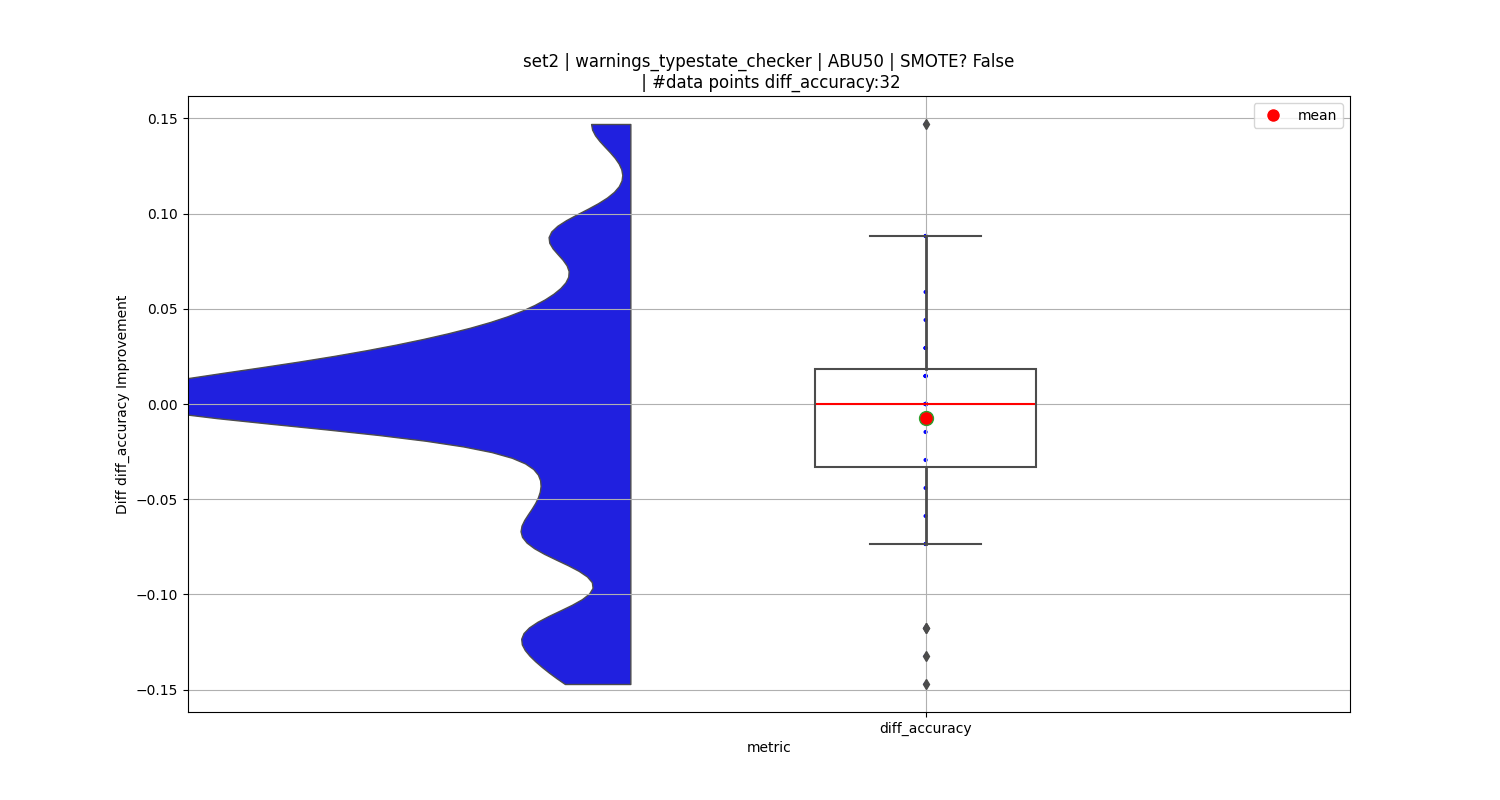 set2 | warnings_typestate_checker | ABU50 | SMOTE? False
| #data points diff_accuracy:32
mean
0.15
0.10
0.05
0.00
−0.05
−0.10
−0.15
Diff diff_accuracy Improvement
diff_accuracy
metric